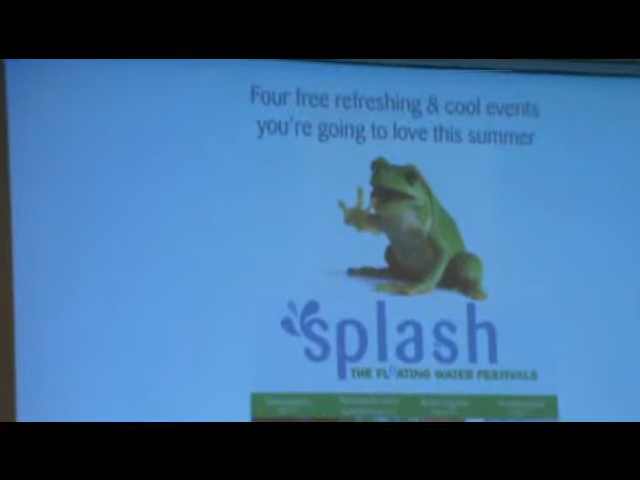 Four free refreshing & cool events
you're going to love this summer
splash
THE FLOATING WATER FESTIVALS